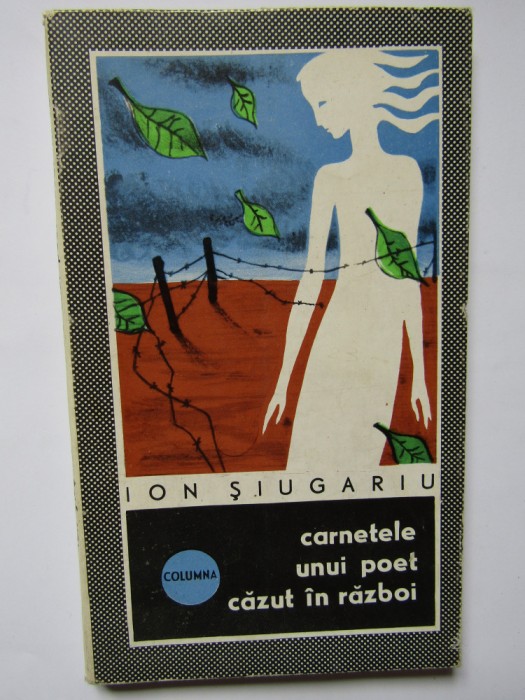 ION ȘIUGARIU
carnetele
unui poet
căzut în război
COLUMNA